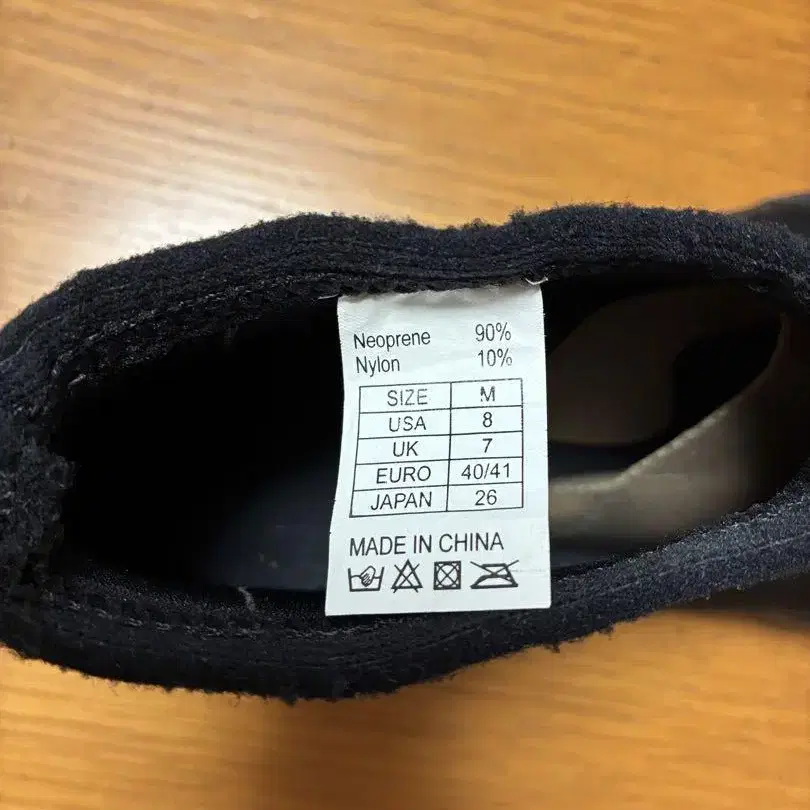 Neoprene 90%
Nylon 10%
SIZE M
USA 8
UK 7
EURO 40/41
JAPAN 26
MADE IN CHINA